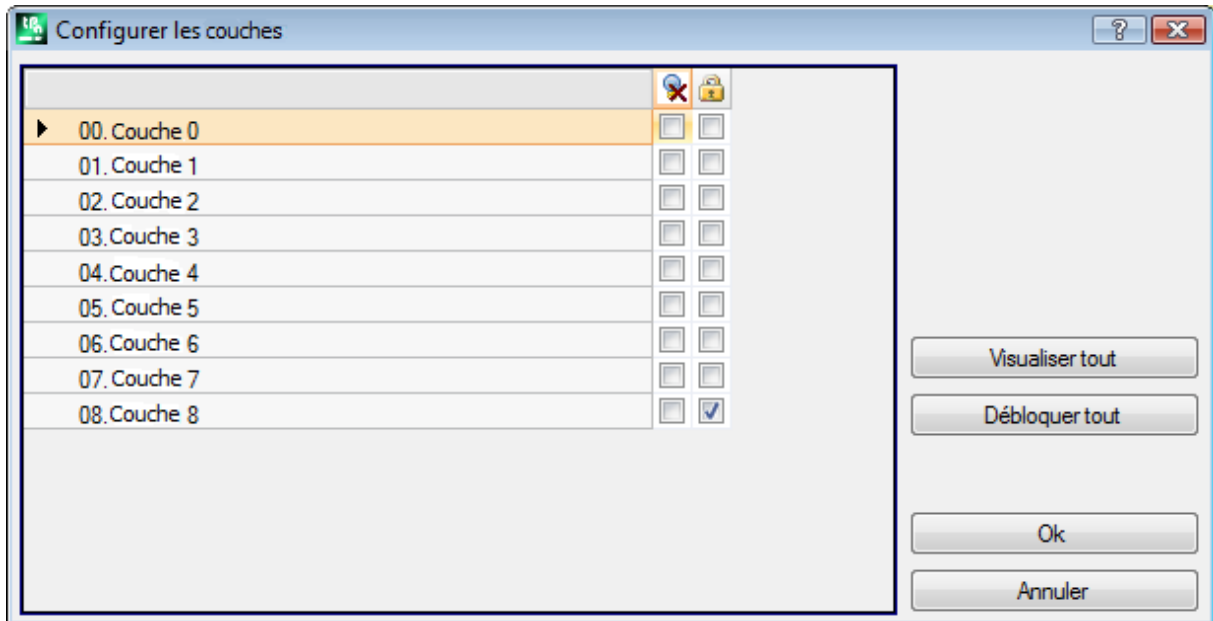 Configurer les couches
00. Couche 0
01. Couche 1
02. Couche 2
03. Couche 3
04. Couche 4
05. Couche 5
06. Couche 6
07. Couche 7
08. Couche 8
Visualiser tout
Débloquer tout
Ok
Annuler